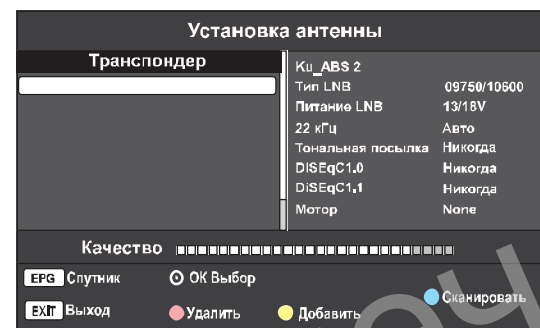 Установка антенны
Транспондер
Ku_ABS 2
Тип LNB 09750/10600
Питание LNB 13/18V
22 кГц Авто
Тональная посылка Никогда
DISEqC1.0 Никогда
DiSEqC1.1 Никогда
Мотор None
Качество
EPG Спутник OK Выбор
Сканировать
EXIT Выход Удалить Добавить